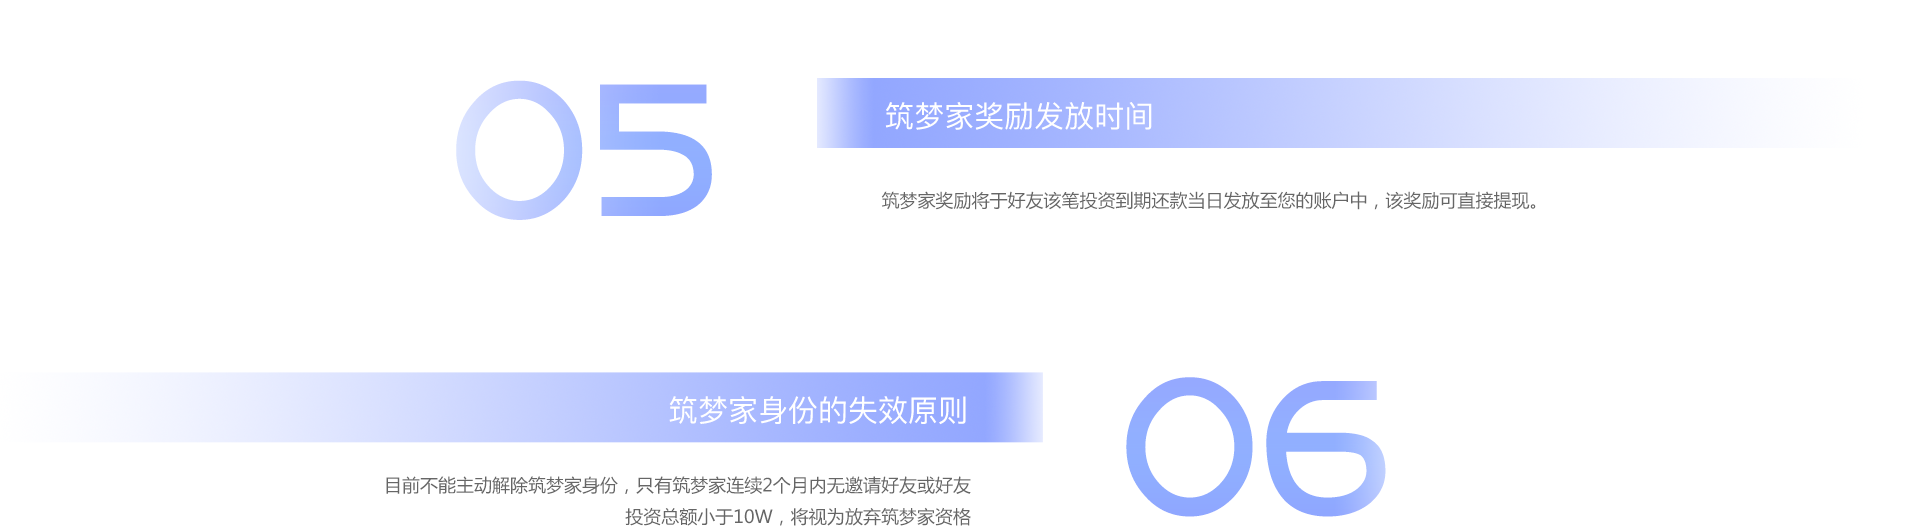 05
筑梦家奖励发放时间
筑梦家奖励将于好友该笔投资到期还款当日发放至您的账户中，该奖励可直接提现。
筑梦家身份的失效原则
06
目前不能主动解除筑梦家身份，只有筑梦家连续2个月内无邀请好友或好友
投资总额小于10W，将视为放弃筑梦家资格